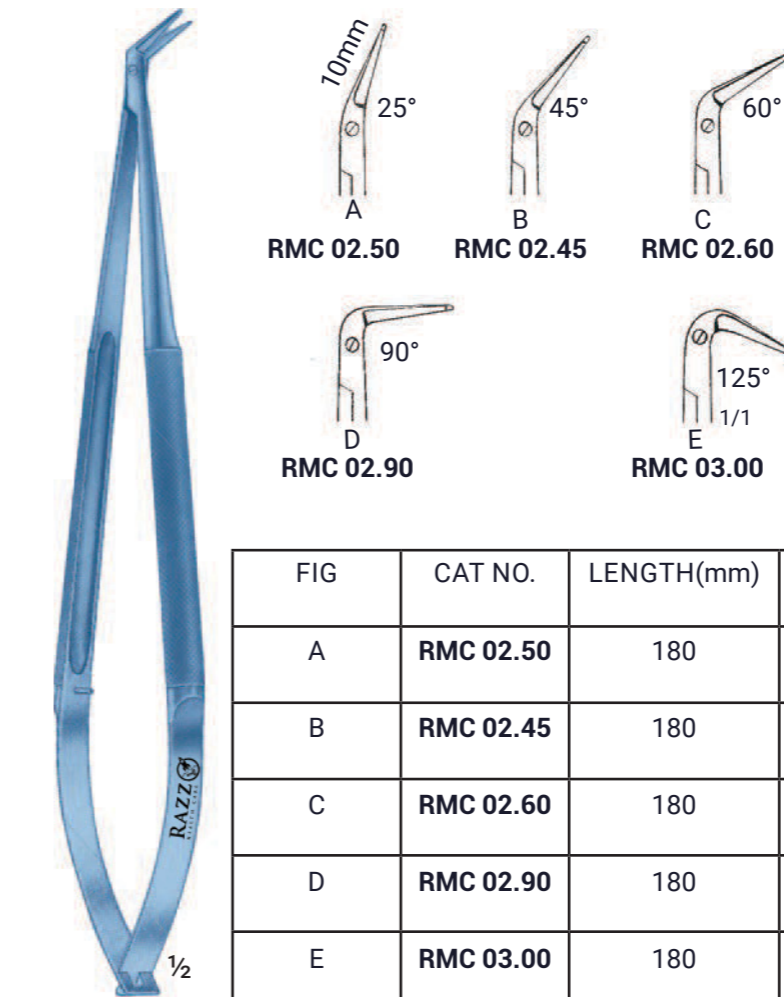 10mm
25°
45°
60°
A
B
C
RMC 02.50
RMC 02.45
RMC 02.60
90°
125°
1/1
D
E
RMC 02.90
RMC 03.00
FIG CAT NO. LENGTH(mm)
A RMC 02.50 180
B RMC 02.45 180
C RMC 02.60 180
D RMC 02.90 180
E RMC 03.00 180
RAZZO
½